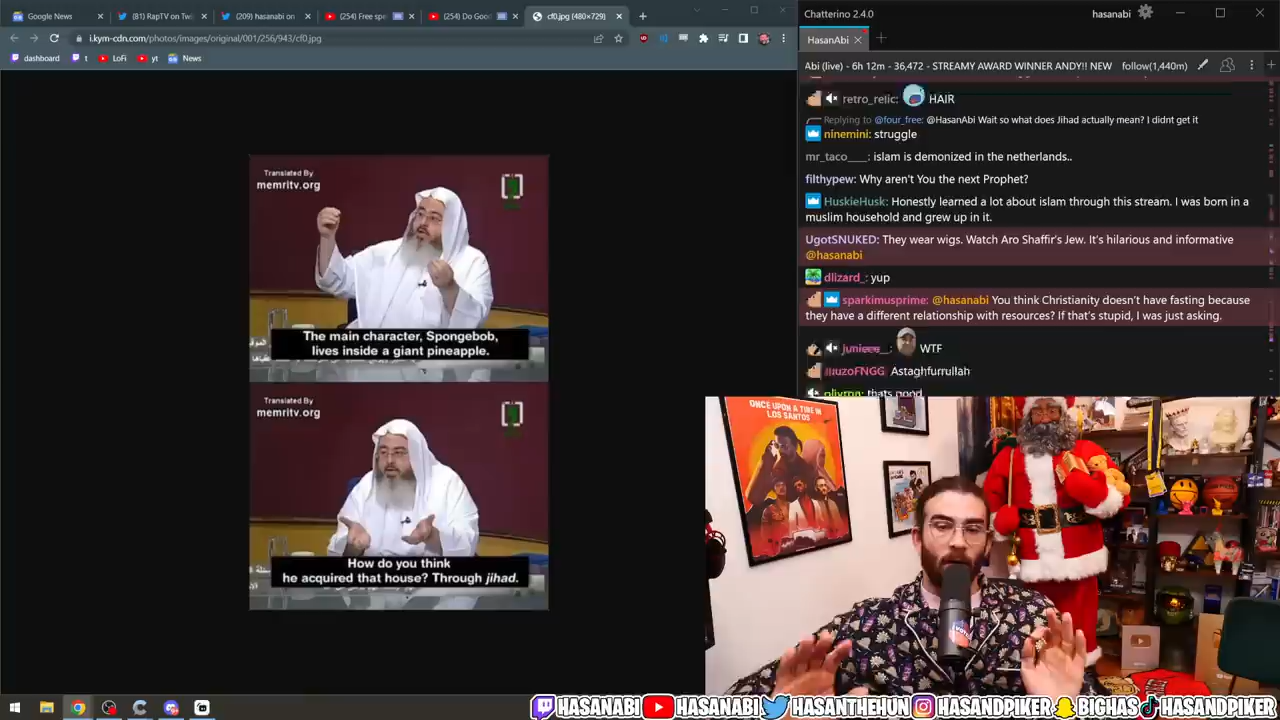 Google News
(81) RapTV on Twi
(209) hasanabi on
(254) Free spe
(254) Do Good
cf0.jpg (480×729)
i.kym-cdn.com/photos/images/original/001/256/943/cf0.jpg
dashboard
t
LoFi
yt
News
Translated By
memritv.org
The main character, Spongebob,
lives inside a giant pineapple.
Translated By
memritv.org
How do you think
he acquired that house? Through jihad.
Chatterino 2.4.0
hasanabi
HasanAbi
Abi (live) - 6h 12m - 36,472 - STREAMY AWARD WINNER ANDY!! NEW
follow(1,440m)
retro_relic: HAIR
Replying to @four_free: @HasanAbi Wait so what does Jihad actually mean? I didnt get it
ninemini: struggle
mr_taco____: islam is demonized in the netherlands..
filthypew: Why aren't You the next Prophet?
HuskieHusk: Honestly learned a lot about islam through this stream. I was born in a
muslim household and grew up in it.
UgotSNUKED: They wear wigs. Watch Aro Shaffir's Jew. It's hilarious and informative
@hasanabi
dlizard_: yup
sparkimusprime: @hasanabi You think Christianity doesn't have fasting because
they have a different relationship with resources? If that's stupid, I was just asking.
WTF
Astaghfurrullah
thats good
ONCE UPON A TIME IN
LOS SANTOS
HASANABI
HASANABI
HASANTHEHUN
HASANDPIKER
BIGHAS
HASANDPIKER